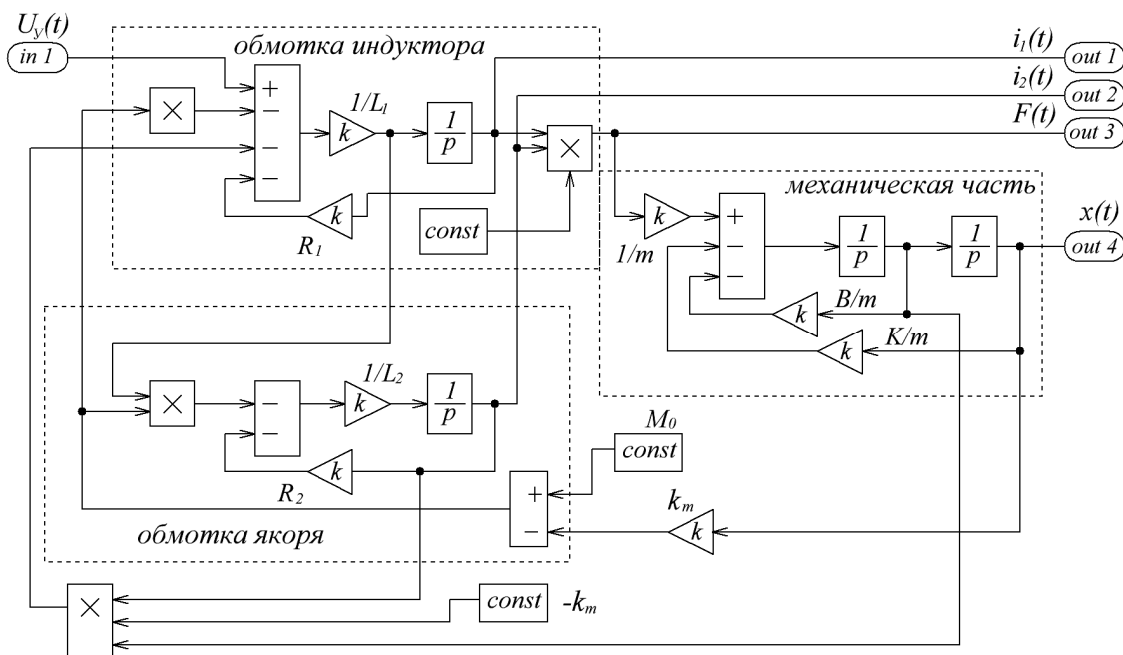 U_y(t)
in 1
обмотка индуктора
i_1(t)
out 1
i_2(t)
out 2
F(t)
out 3
×
+
−
−
−
1/L_1
k
1/p
×
k
R_1
const
механическая часть
x(t)
out 4
k
1/m
+
−
−
1/p
1/p
k
B/m
k
K/m
×
−
−
1/L_2
k
1/p
k
R_2
M_0
const
+
−
k_m
k
обмотка якоря
×
const
-k_m